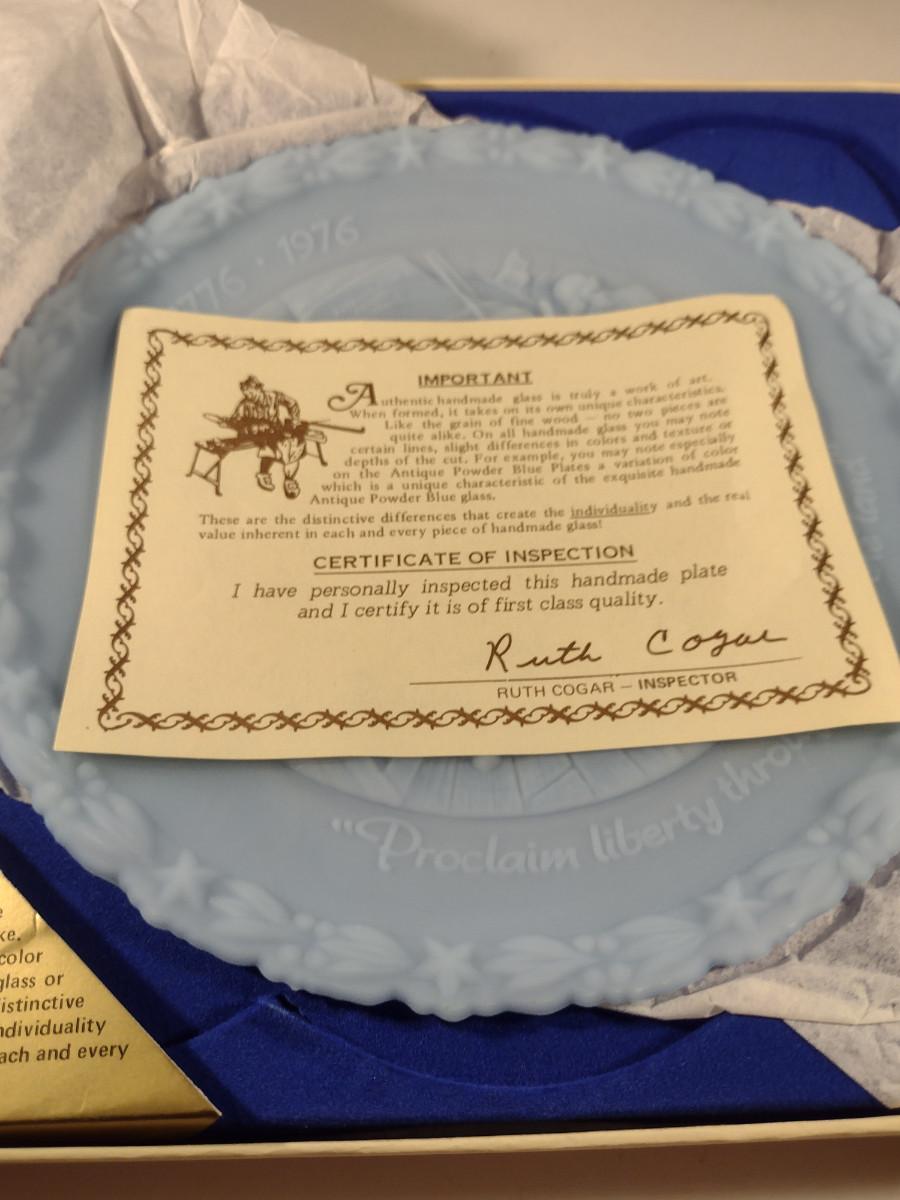 776 · 1976
IMPORTANT
Authentic handmade glass is truly a work of art.
When formed, it takes on its own unique characteristics.
Like the grain of fine wood — no two pieces are
quite alike. On all handmade glass you may note
certain lines, slight differences in colors and texture or
depths of the cut. For example, you may note especially
on the Antique Powder Blue Plates a variation of color
which is a unique characteristic of the exquisite handmade
Antique Powder Blue glass.
These are the distinctive differences that create the individuality and the real
value inherent in each and every piece of handmade glass!
CERTIFICATE OF INSPECTION
I have personally inspected this handmade plate
and I certify it is of first class quality.
Ruth Cogar
RUTH COGAR — INSPECTOR
"Proclaim liberty thro
e
ke.
color
glass or
istinctive
ndividuality
ach and every